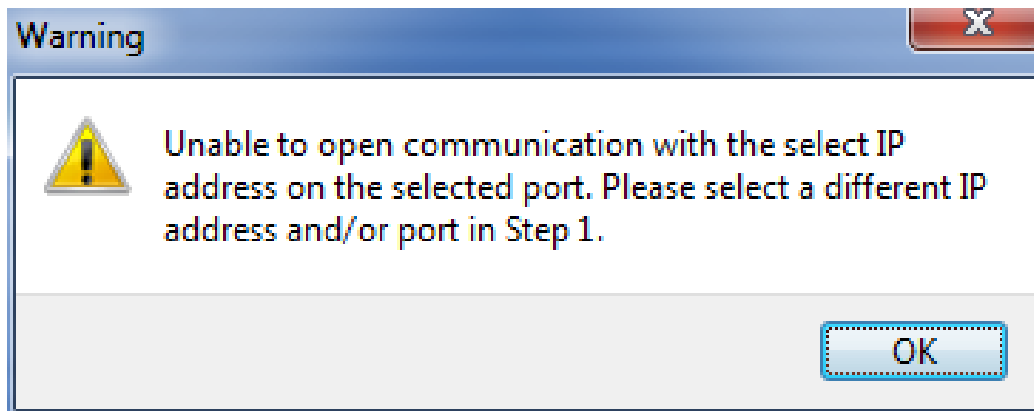 Warning
Unable to open communication with the select IP
address on the selected port. Please select a different IP
address and/or port in Step 1.
OK